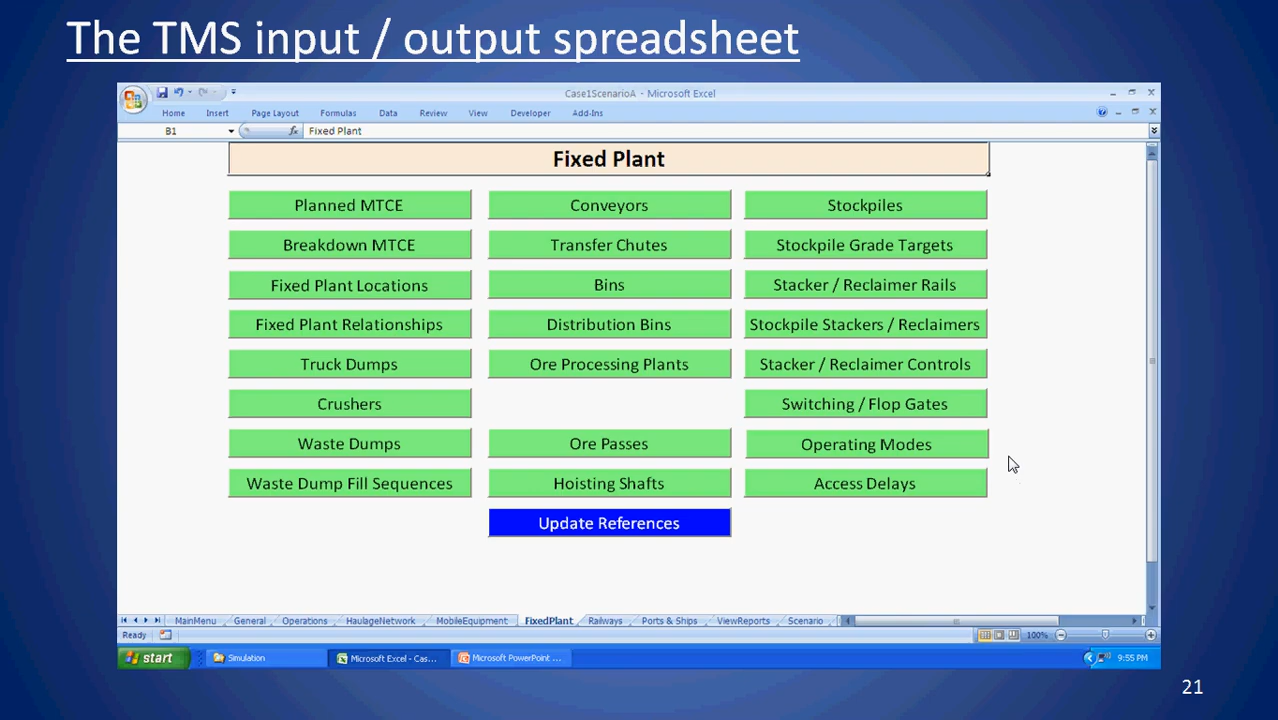 The TMS input / output spreadsheet
Case1ScenarioA - Microsoft Excel
Home Insert Page Layout Formulas Data Review View Developer Add-Ins
B1 fx Fixed Plant
Fixed Plant
Planned MTCE Conveyors Stockpiles
Breakdown MTCE Transfer Chutes Stockpile Grade Targets
Fixed Plant Locations Bins Stacker / Reclaimer Rails
Fixed Plant Relationships Distribution Bins Stockpile Stackers / Reclaimers
Truck Dumps Ore Processing Plants Stacker / Reclaimer Controls
Crushers Switching / Flop Gates
Waste Dumps Ore Passes Operating Modes
Waste Dump Fill Sequences Hoisting Shafts Access Delays
Update References
MainMenu General Operations HaulageNetwork MobileEquipment FixedPlant Railways Ports & Ships ViewReports Scenario
Ready 100%
start Simulation Microsoft Excel - Cas... Microsoft PowerPoint ... 9:55 PM
21